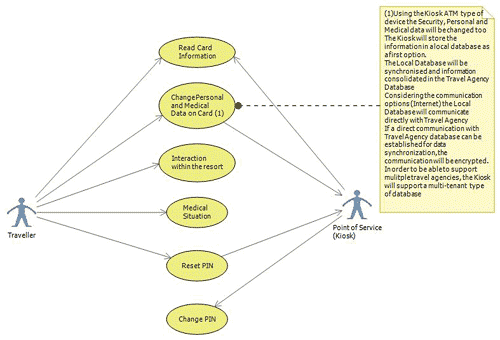 Read Card
Information
Change Personal
and Medical
Data on Card (1)
Interaction
within the resort
Medical
Situation
Reset PIN
Change PIN
Traveller
Point of Service
(Kiosk)
(1)Using the Kiosk ATM type of
device the Security, Personal and
Medical data will be changed too
The Kiosk will store the
information in a local database as
a first option.
The Local Database will be
synchronised and information
consolidated in the Travel Agency
Database
Considering the communication
options (Internet) the Local
Database will communicate
directly with Travel Agency
If a direct communication with
Travel Agency database can be
established for data
synchronization, the
communication will be encrypted.
In order to be able to support
mulitple travel agencies, the Kiosk
will support a multi-tenant type
of database